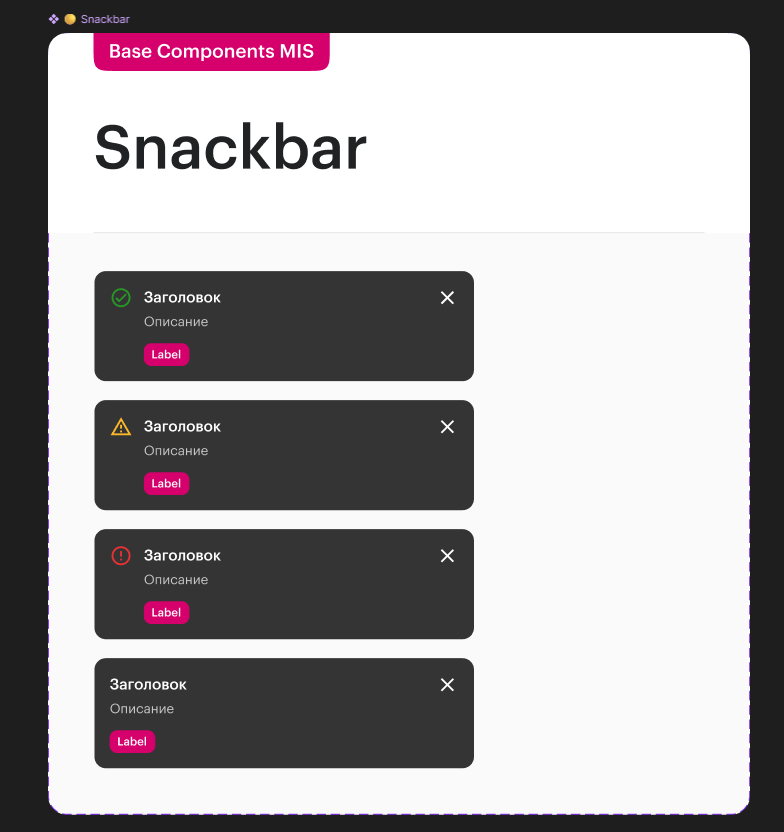 Snackbar
Base Components MIS
Snackbar
Заголовок
Описание
Label
Заголовок
Описание
Label
Заголовок
Описание
Label
Заголовок
Описание
Label